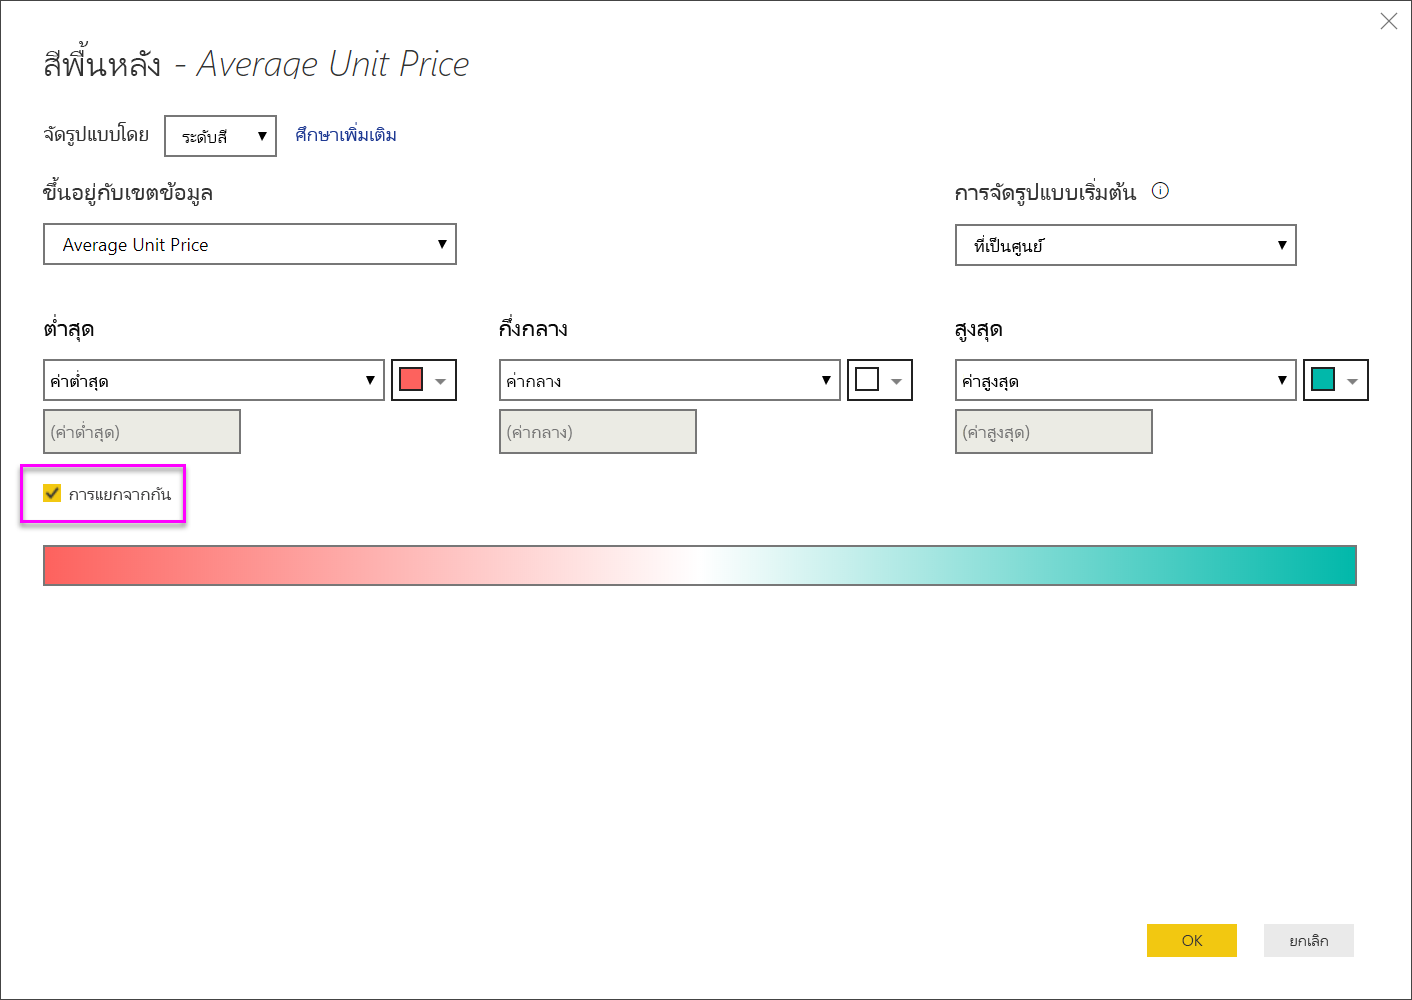 สีพื้นหลัง - Average Unit Price
จัดรูปแบบโดย ระดับสี ศึกษาเพิ่มเติม
ขึ้นอยู่กับเขตข้อมูล การจัดรูปแบบเริ่มต้น
Average Unit Price ที่เป็นศูนย์
ต่ำสุด กึ่งกลาง สูงสุด
ค่าต่ำสุด ค่ากลาง ค่าสูงสุด
(ค่าต่ำสุด) (ค่ากลาง) (ค่าสูงสุด)
การแยกจากกัน
OK ยกเลิก